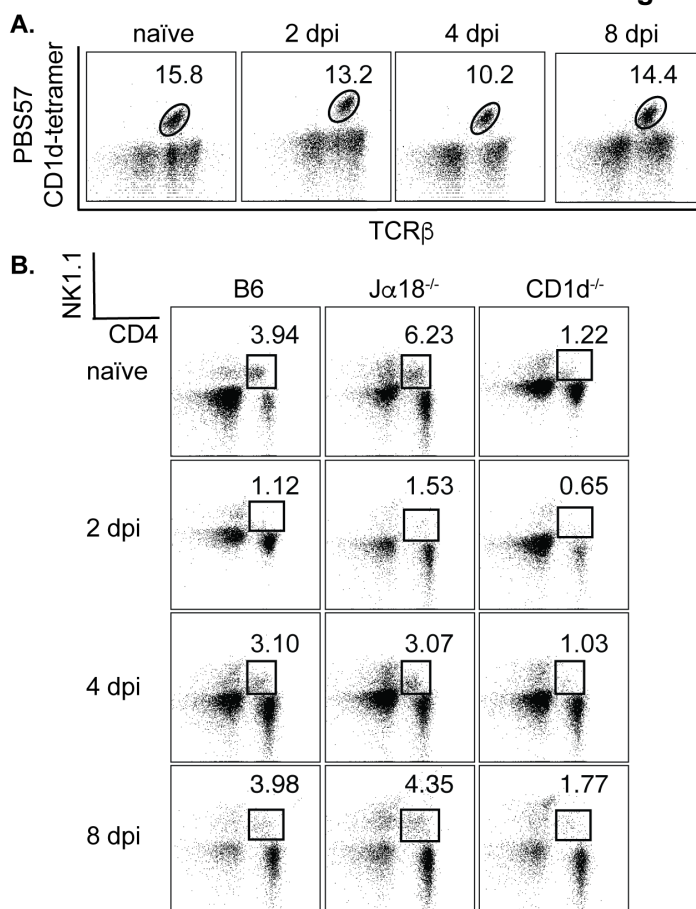 g
A.
naïve 2 dpi 4 dpi 8 dpi
15.8 13.2 10.2 14.4
PBS57
CD1d-tetramer
TCRβ
B.
NK1.1
CD4
B6 Jα18-/- CD1d-/-
naïve
3.94 6.23 1.22
2 dpi
1.12 1.53 0.65
4 dpi
3.10 3.07 1.03
8 dpi
3.98 4.35 1.77